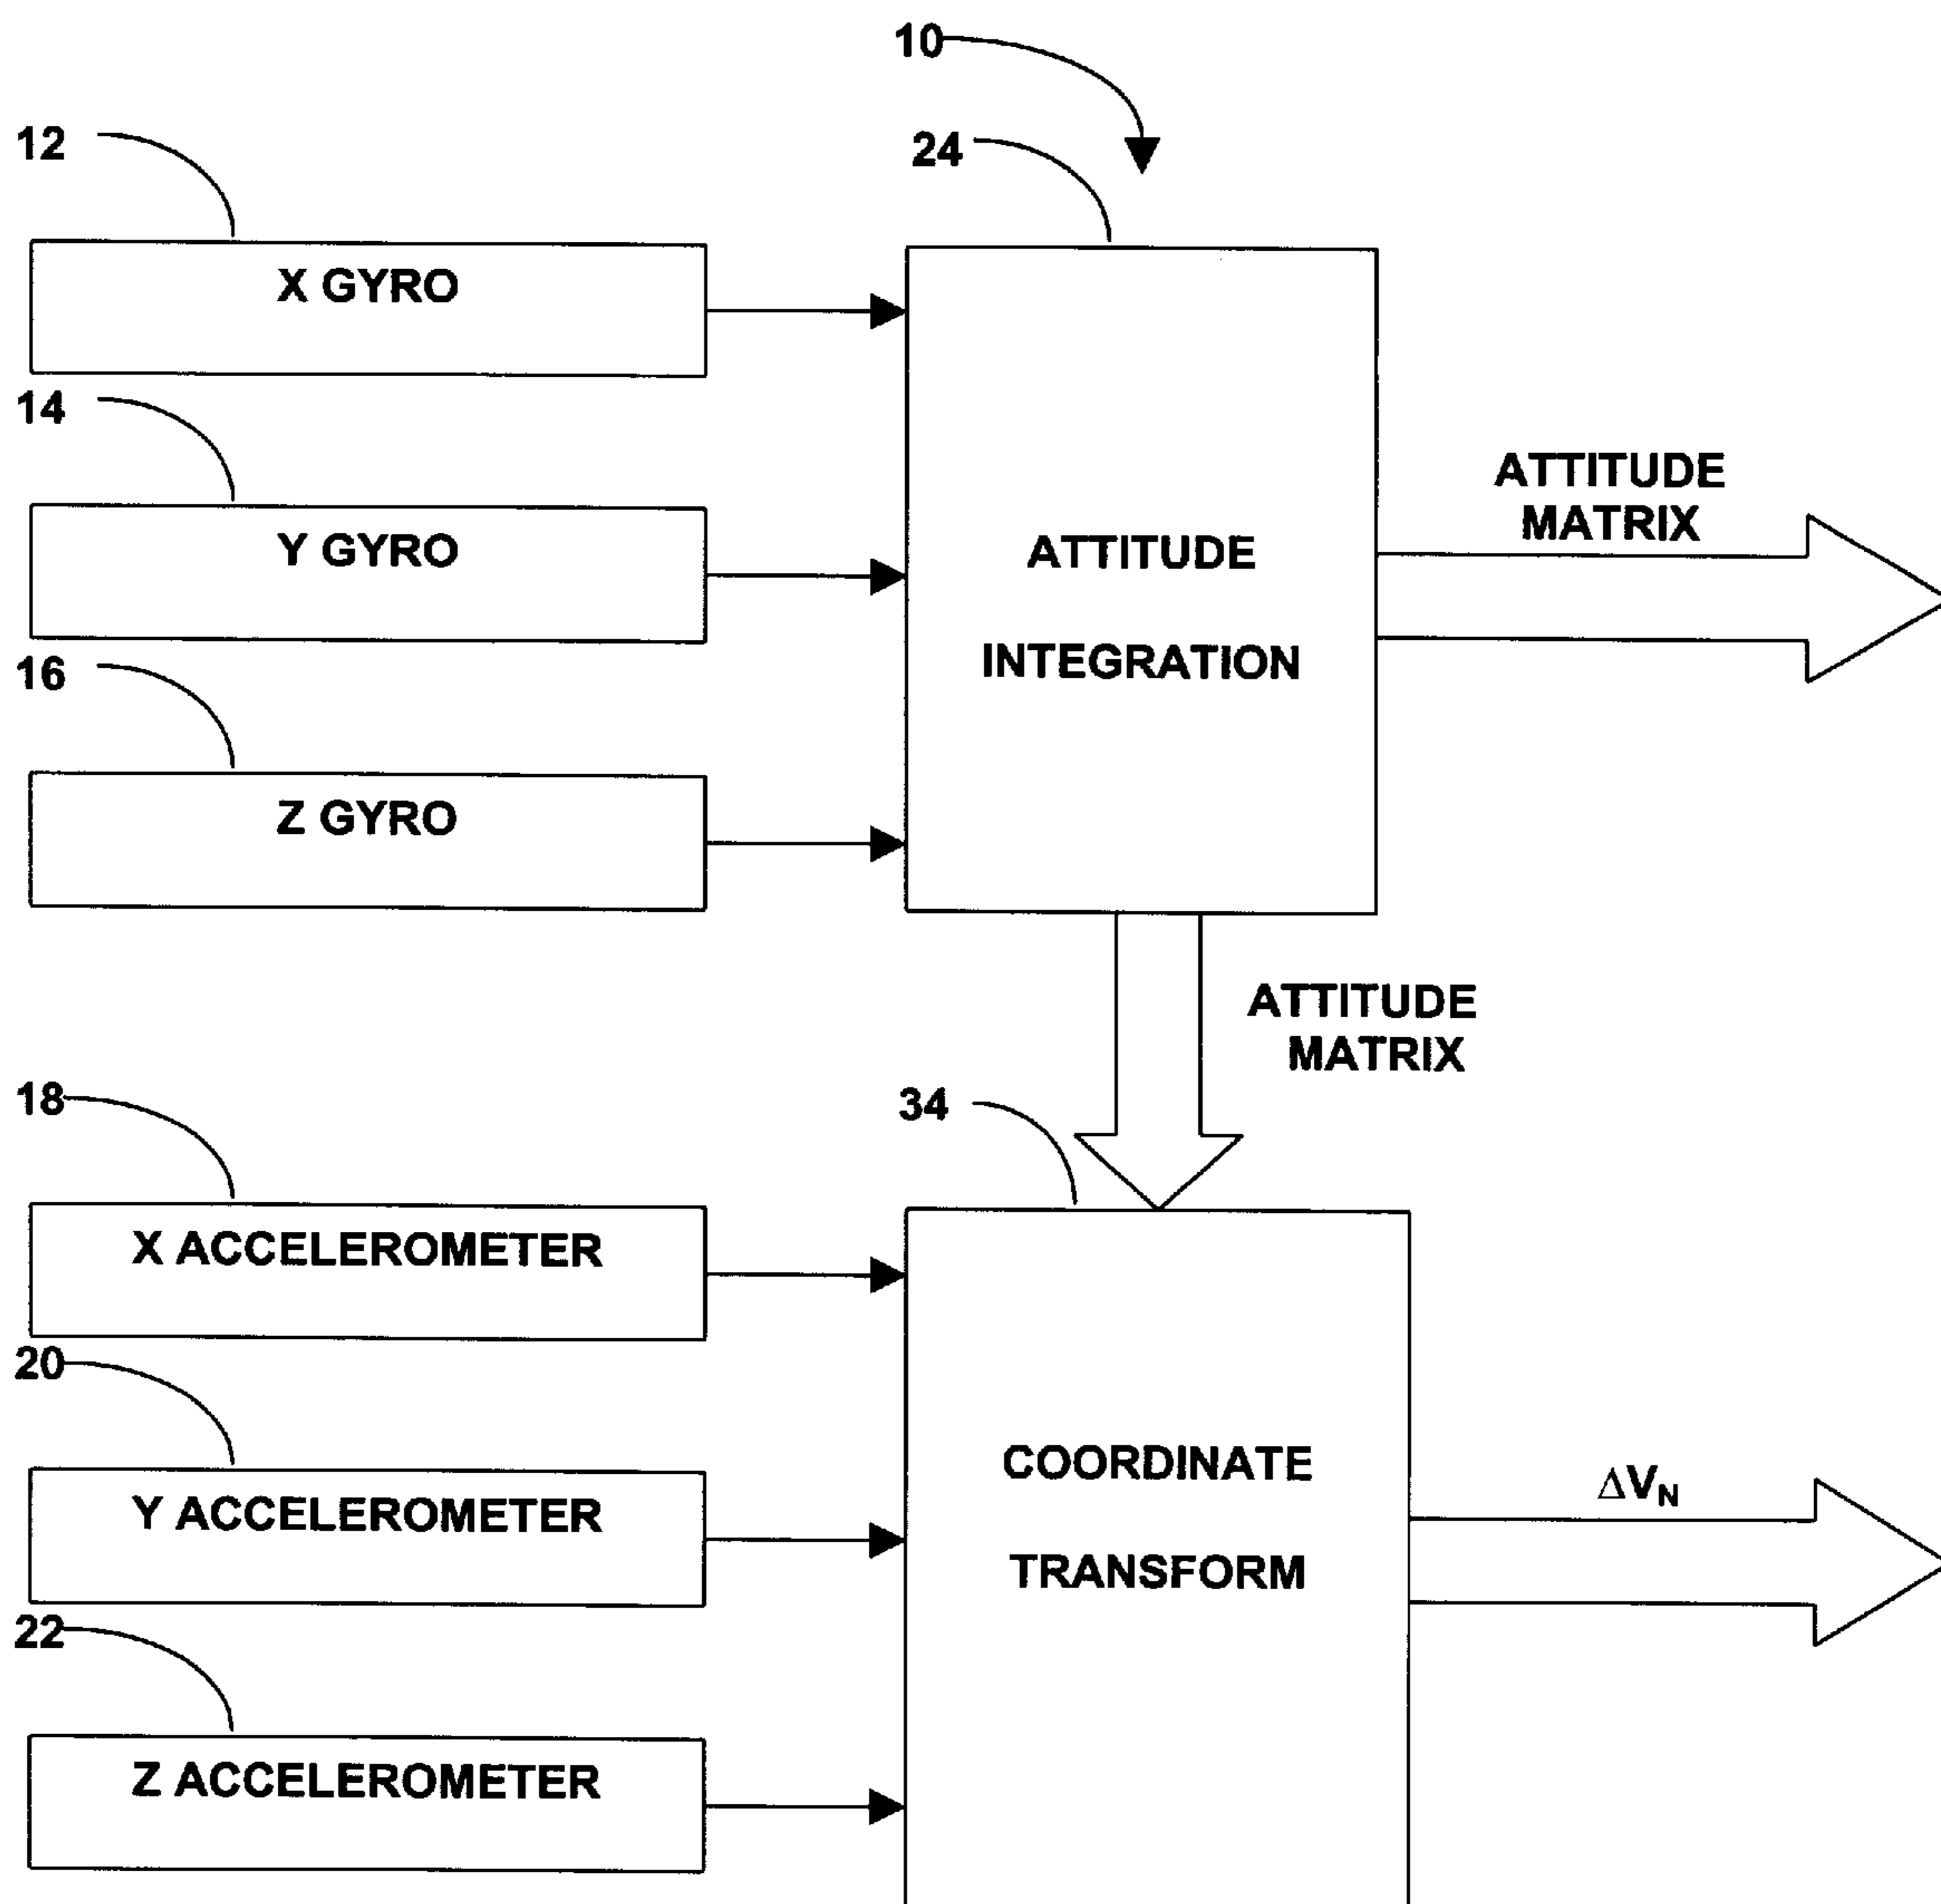 10
12
24
X GYRO
14
Y GYRO
ATTITUDE
INTEGRATION
ATTITUDE
MATRIX
16
Z GYRO
ATTITUDE
MATRIX
18
34
X ACCELEROMETER
20
Y ACCELEROMETER
COORDINATE
TRANSFORM
ΔVN
22
Z ACCELEROMETER